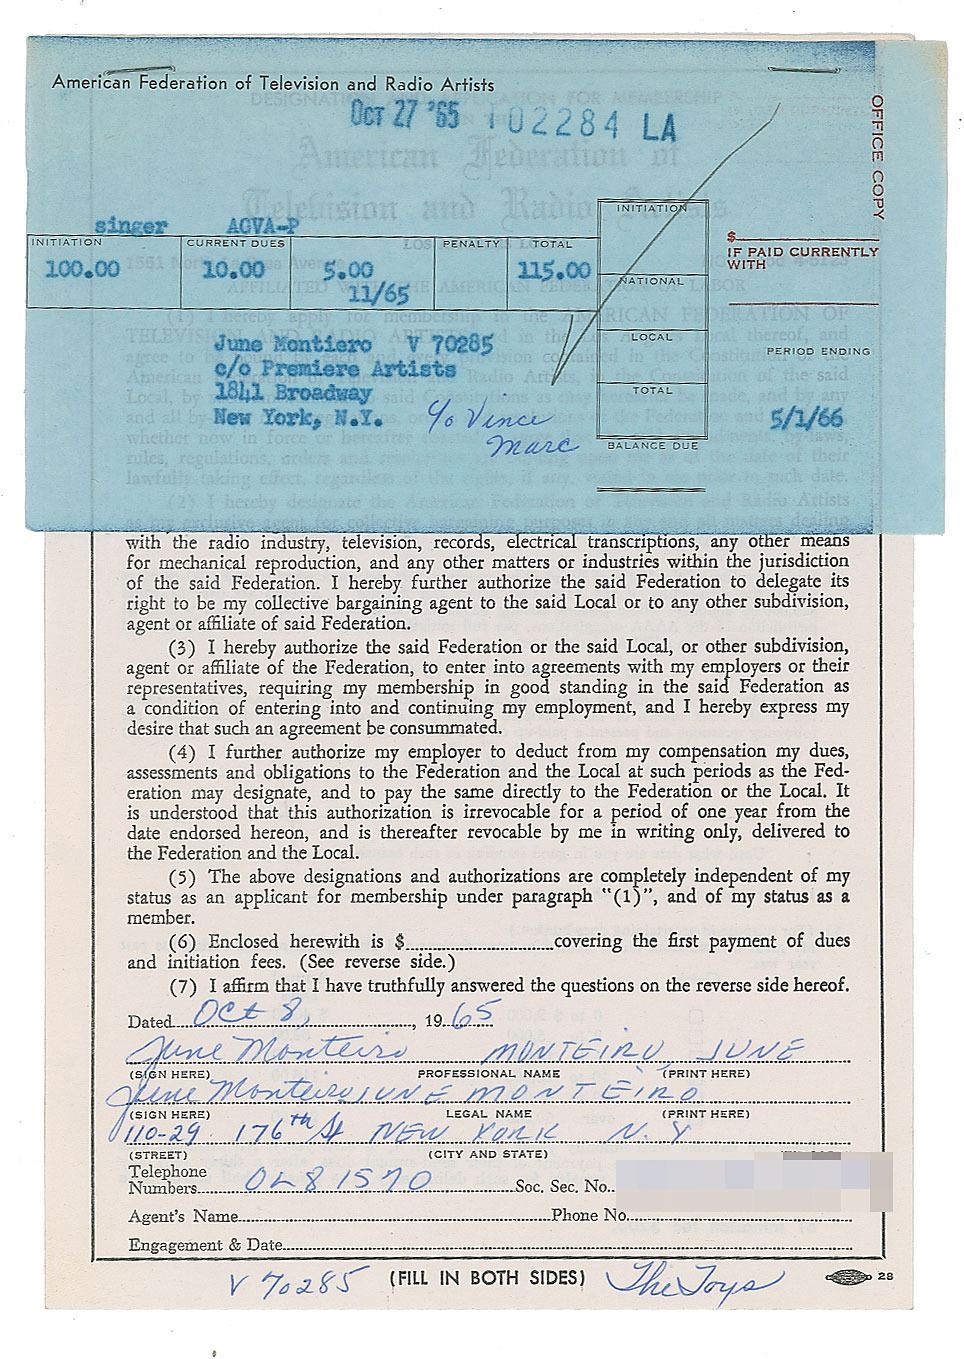 American Federation of Television and Radio Artists
OCT 27 '65 102284 LA
OFFICE COPY
singer AGVA-P
INITIATION CURRENT DUES PENALTY TOTAL
100.00 10.00 5.00 115.00
11/65
INITIATION
NATIONAL
LOCAL
TOTAL
BALANCE DUE
$
IF PAID CURRENTLY
WITH
PERIOD ENDING
5/1/66
June Montiero V 70285
c/o Premiere Artists
1841 Broadway
New York, N.Y.
c/o Vince
Marc
with the radio industry, television, records, electrical transcriptions, any other means
for mechanical reproduction, and any other matters or industries within the jurisdiction
of the said Federation. I hereby further authorize the said Federation to delegate its
right to be my collective bargaining agent to the said Local or to any other subdivision,
agent or affiliate of said Federation.
(3) I hereby authorize the said Federation or the said Local, or other subdivision,
agent or affiliate of the Federation, to enter into agreements with my employers or their
representatives, requiring my membership in good standing in the said Federation as
a condition of entering into and continuing my employment, and I hereby express my
desire that such an agreement be consummated.
(4) I further authorize my employer to deduct from my compensation my dues,
assessments and obligations to the Federation and the Local at such periods as the Fed-
eration may designate, and to pay the same directly to the Federation or the Local. It
is understood that this authorization is irrevocable for a period of one year from the
date endorsed hereon, and is thereafter revocable by me in writing only, delivered to
the Federation and the Local.
(5) The above designations and authorizations are completely independent of my
status as an applicant for membership under paragraph "(1)", and of my status as a
member.
(6) Enclosed herewith is $..........covering the first payment of dues
and initiation fees. (See reverse side.)
(7) I affirm that I have truthfully answered the questions on the reverse side hereof.
Dated Oct 8, 1965
June Monteiro MONTEIRO, JUNE
(SIGN HERE) PROFESSIONAL NAME (PRINT HERE)
June Monteiro JUNE MONTEIRO
(SIGN HERE) LEGAL NAME (PRINT HERE)
110-29 176th St NEW YORK N.Y
(STREET) (CITY AND STATE)
Telephone
Numbers OL81570 Soc. Sec. No.
Agent's Name Phone No.
Engagement & Date
V 70285 (FILL IN BOTH SIDES) The Toys 28